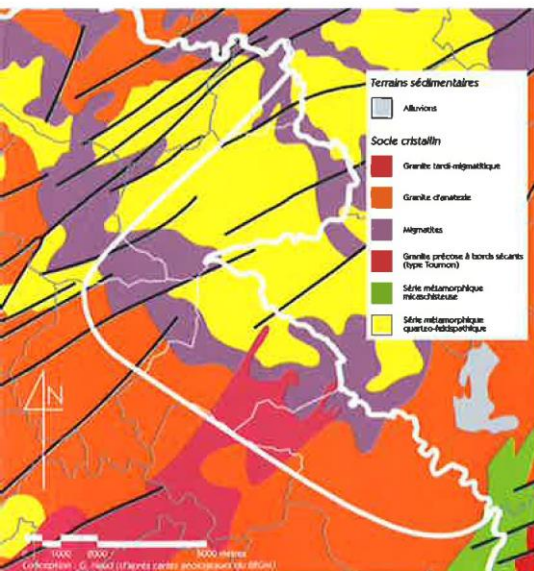 Terrains sédimentaires
Alluvions
Socle cristallin
Granite tardi-migmatitique
Granite d'anatexie
Migmatites
Granite précoce à bords sécants
(type Tournon)
Série métamorphique
micaschisteuse
Série métamorphique
quartzo-feldspathique
N
0 1000 2000 5000 mètres
Conception : G. Naud (d'après cartes géologiques du BRGM)